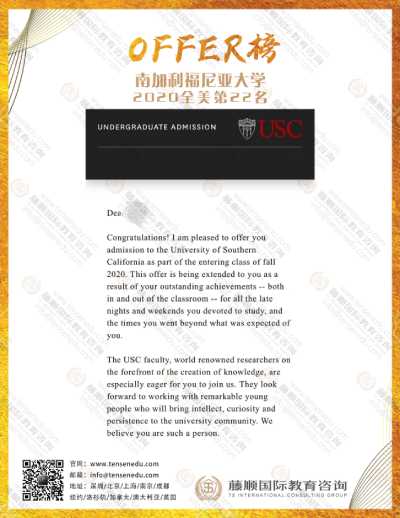 OFFER榜
南加利福尼亚大学
2020全美第22名
UNDERGRADUATE ADMISSION
USC
Dea
Congratulations! I am pleased to offer you
admission to the University of Southern
California as part of the entering class of fall
2020. This offer is being extended to you as a
result of your outstanding achievements -- both
in and out of the classroom -- for all the late
nights and weekends you devoted to study, and
the times you went beyond what was expected of
you.
The USC faculty, world renowned researchers on
the forefront of the creation of knowledge, are
especially eager for you to join us. They look
forward to working with remarkable young
people who will bring intellect, curiosity and
persistence to the university community. We
believe you are such a person.
官网：www.tensenedu.com
邮箱：info@tensenedu.com
地址：深圳/北京/上海/南京/成都
纽约/洛杉矶/加拿大/澳大利亚/英国
藤顺国际教育咨询
TS INTERNATIONAL CONSULTING GROUP